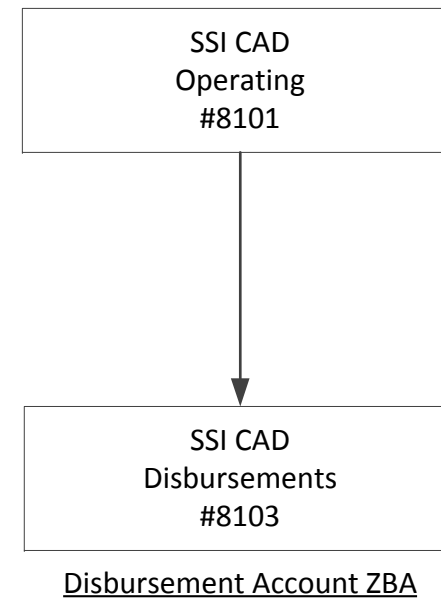 SSI CAD
Operating
#8101
SSI CAD
Disbursements
#8103
Disbursement Account ZBA